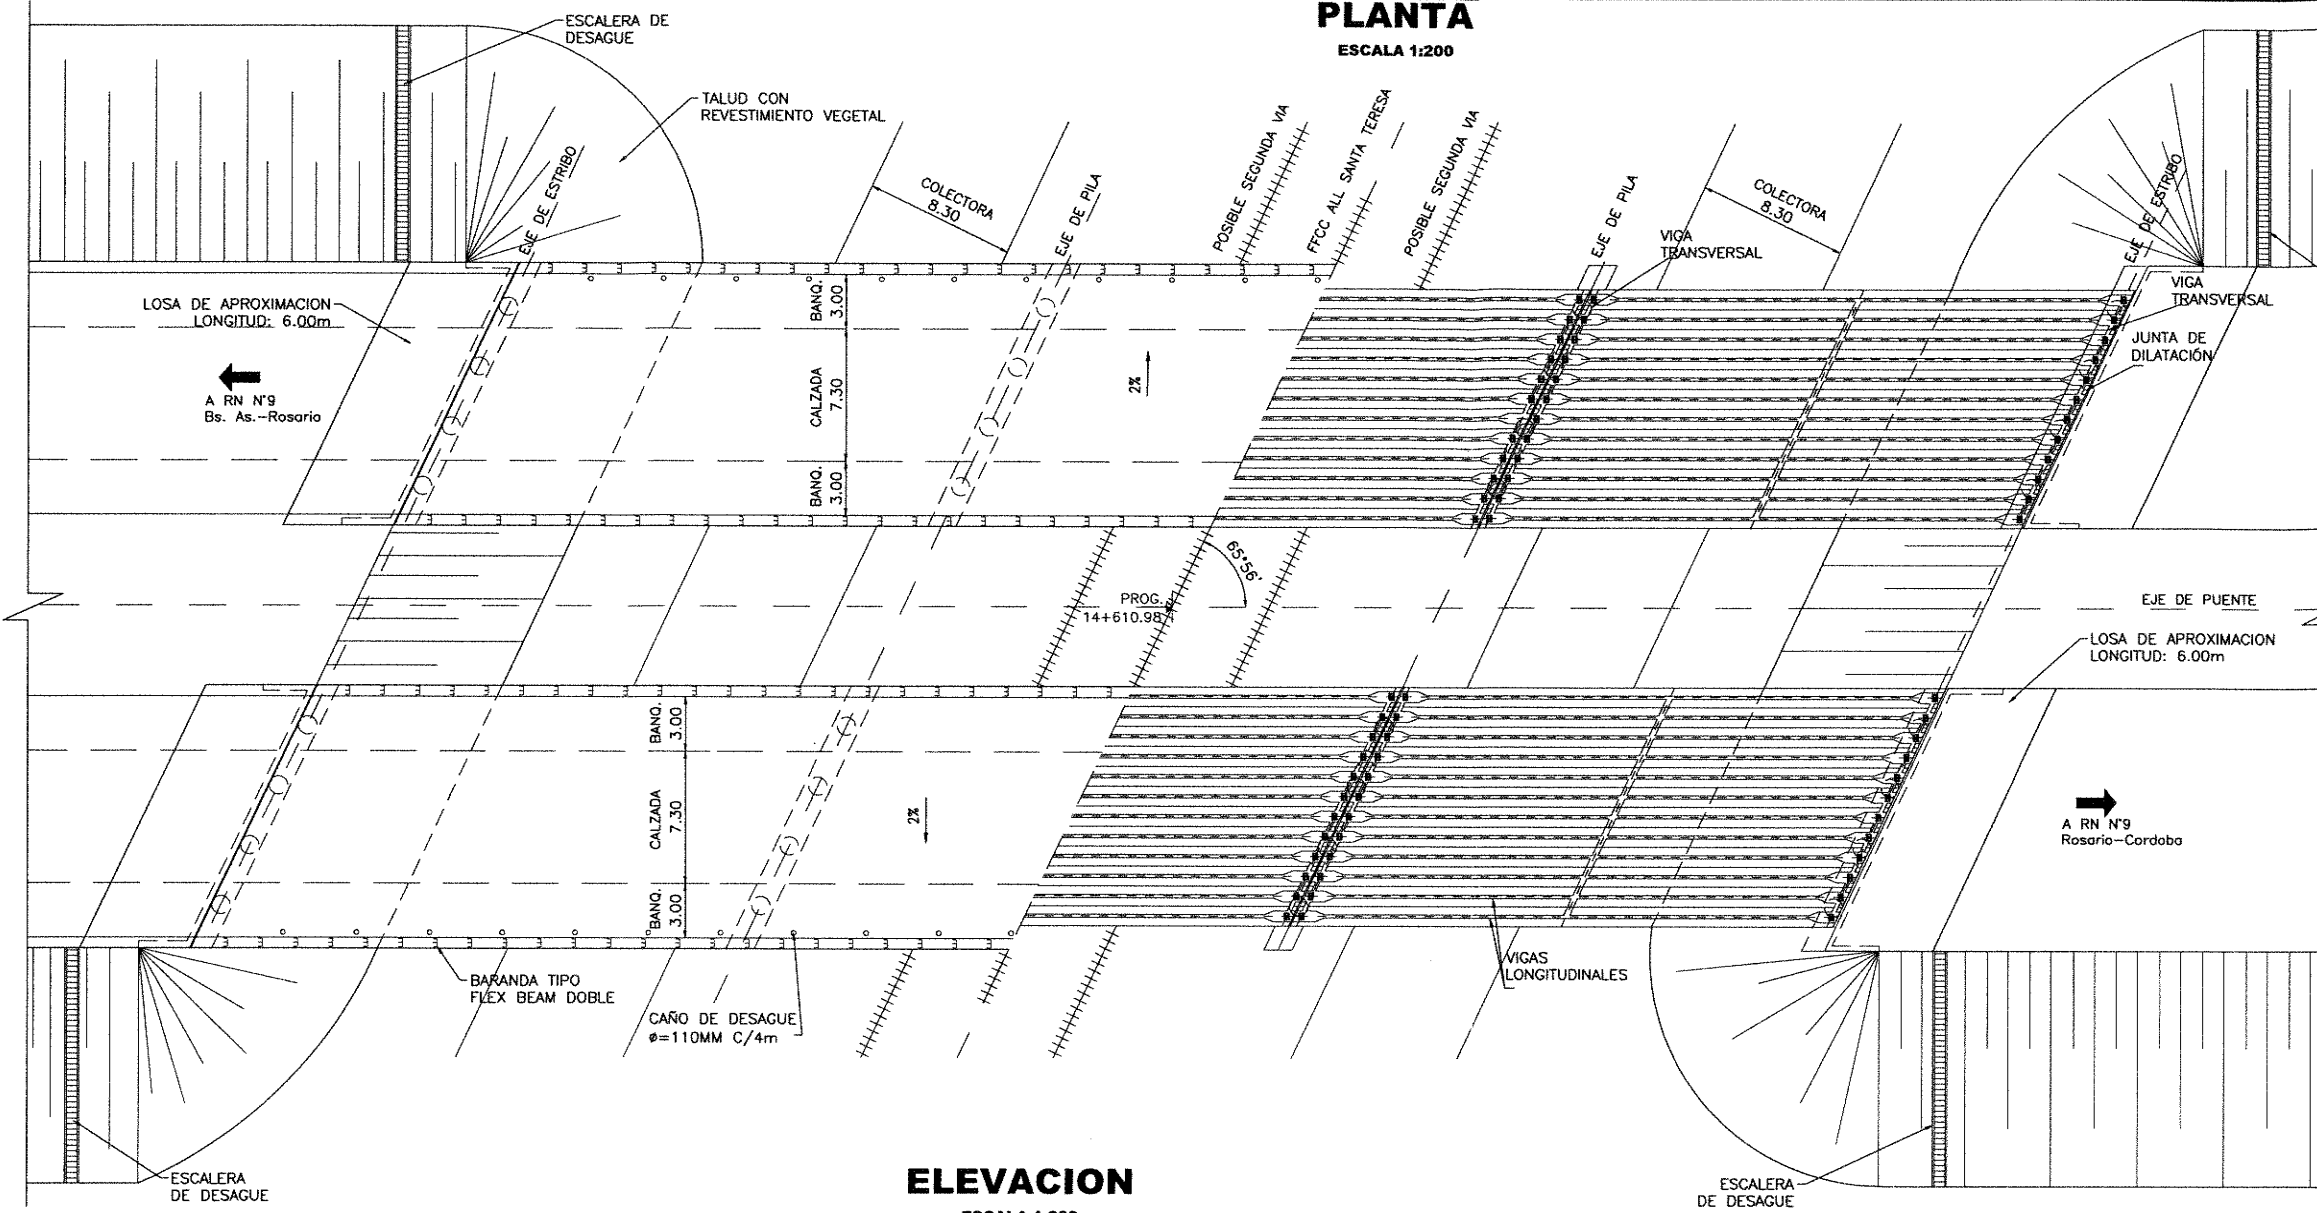 PLANTA
ESCALA 1:200
ESCALERA DE
DESAGUE
TALUD CON
REVESTIMIENTO VEGETAL
EJE DE ESTRIBO
COLECTORA
8.30
EJE DE PILA
POSIBLE SEGUNDA VIA
FFCC ALL SANTA TERESA
POSIBLE SEGUNDA VIA
EJE DE PILA
VIGA
TRANSVERSAL
COLECTORA
8.30
EJE DE ESTRIBO
VIGA
TRANSVERSAL
JUNTA DE
DILATACIÓN
LOSA DE APROXIMACION
LONGITUD: 6.00m
A RN N°9
Bs. As.-Rosario
BANQ.
3.00
CALZADA
7.30
BANQ.
3.00
2%
65°56'
PROG.
14+610.98
EJE DE PUENTE
LOSA DE APROXIMACION
LONGITUD: 6.00m
BANQ.
3.00
CALZADA
7.30
BANQ.
3.00
2%
A RN N°9
Rosario-Cordoba
BARANDA TIPO
FLEX BEAM DOBLE
CAÑO DE DESAGUE
ø=110MM C/4m
VIGAS
LONGITUDINALES
ESCALERA
DE DESAGUE
ESCALERA
DE DESAGUE
ELEVACION